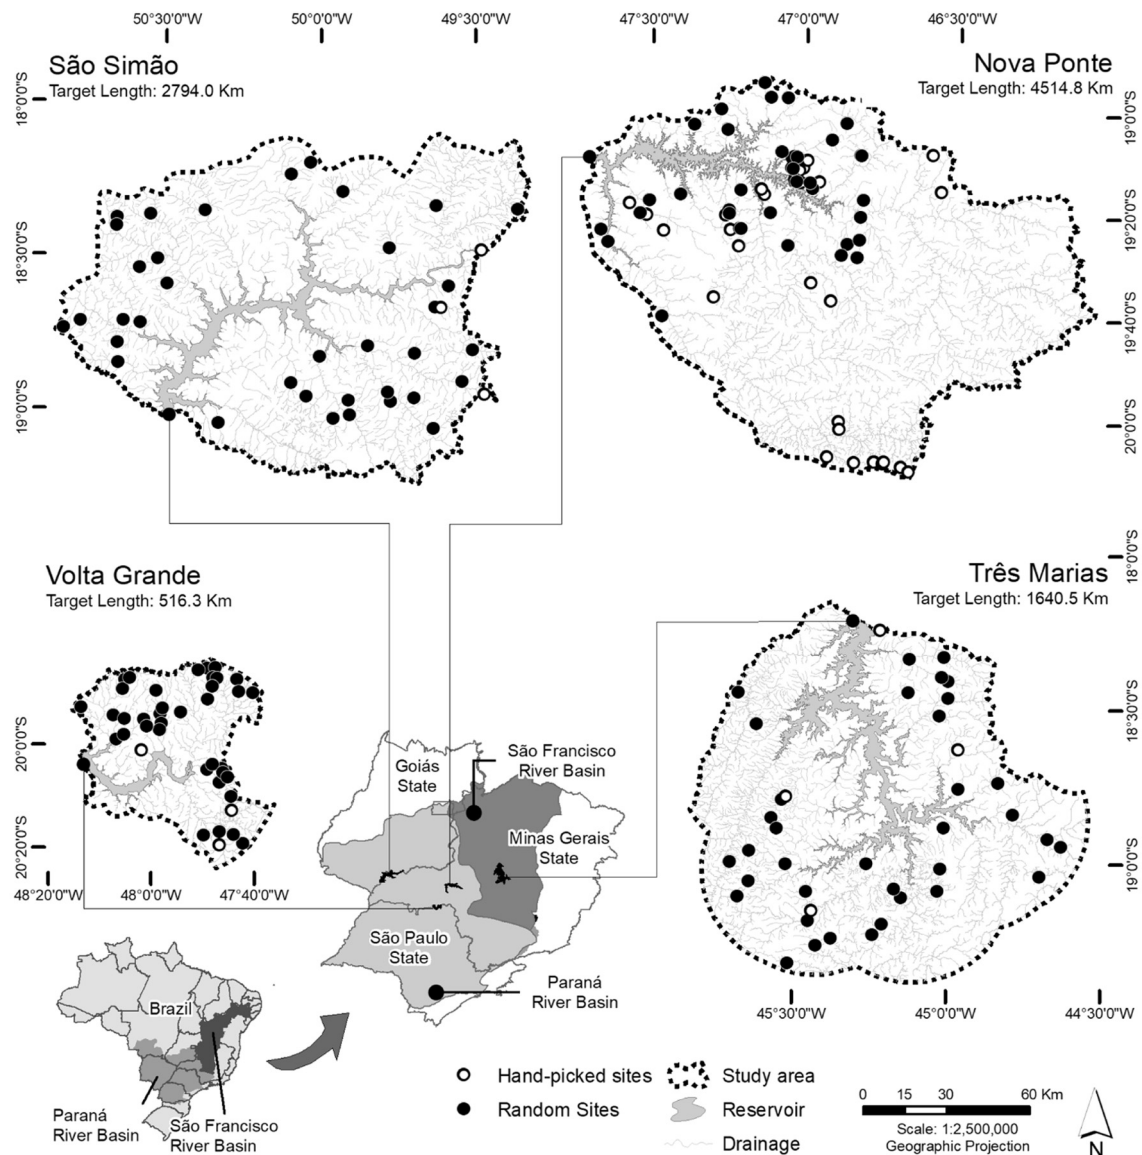 50°30'0"W
50°00'0"W
49°30'0"W
47°30'0"W
47°00'0"W
46°30'0"W
São Simão
Target Length: 2794.0 Km
Nova Ponte
Target Length: 4514.8 Km
18°0'0"S
18°30'0"S
19°0'0"S
19°0'0"S
19°20'0"S
19°40'0"S
20°0'0"S
Volta Grande
Target Length: 516.3 Km
Três Marias
Target Length: 1640.5 Km
18°0'0"S
18°30'0"S
19°0'0"S
20°0'0"S
20°20'0"S
48°20'0"W
48°0'0"W
47°40'0"W
Goiás
State
São Francisco
River Basin
Minas Gerais
State
São Paulo
State
Paraná
River Basin
45°30'0"W
45°0'0"W
44°30'0"W
Brazil
Paraná
River Basin
São Francisco
River Basin
Hand-picked sites
Random Sites
Study area
Reservoir
Drainage
0 15 30 60 Km
Scale: 1:2,500,000
Geographic Projection
N